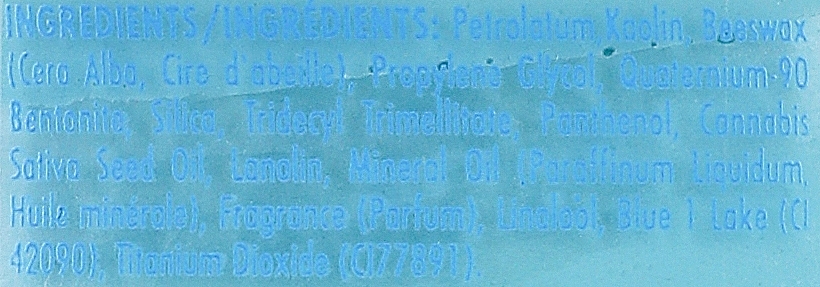 INGREDIENTS/INGRÉDIENTS: Petrolatum, Kaolin, Beeswax
(Cera Alba, Cire d'abeille), Propylene Glycol, Quaternium-90
Bentonite, Silica, Tridecyl Trimellitate, Panthenol, Cannabis
Sativa Seed Oil, Lanolin, Mineral Oil (Paraffinum Liquidum,
Huile minérale), Fragrance (Parfum), Linalool, Blue 1 Lake (CI
42090), Titanium Dioxide (CI77891).